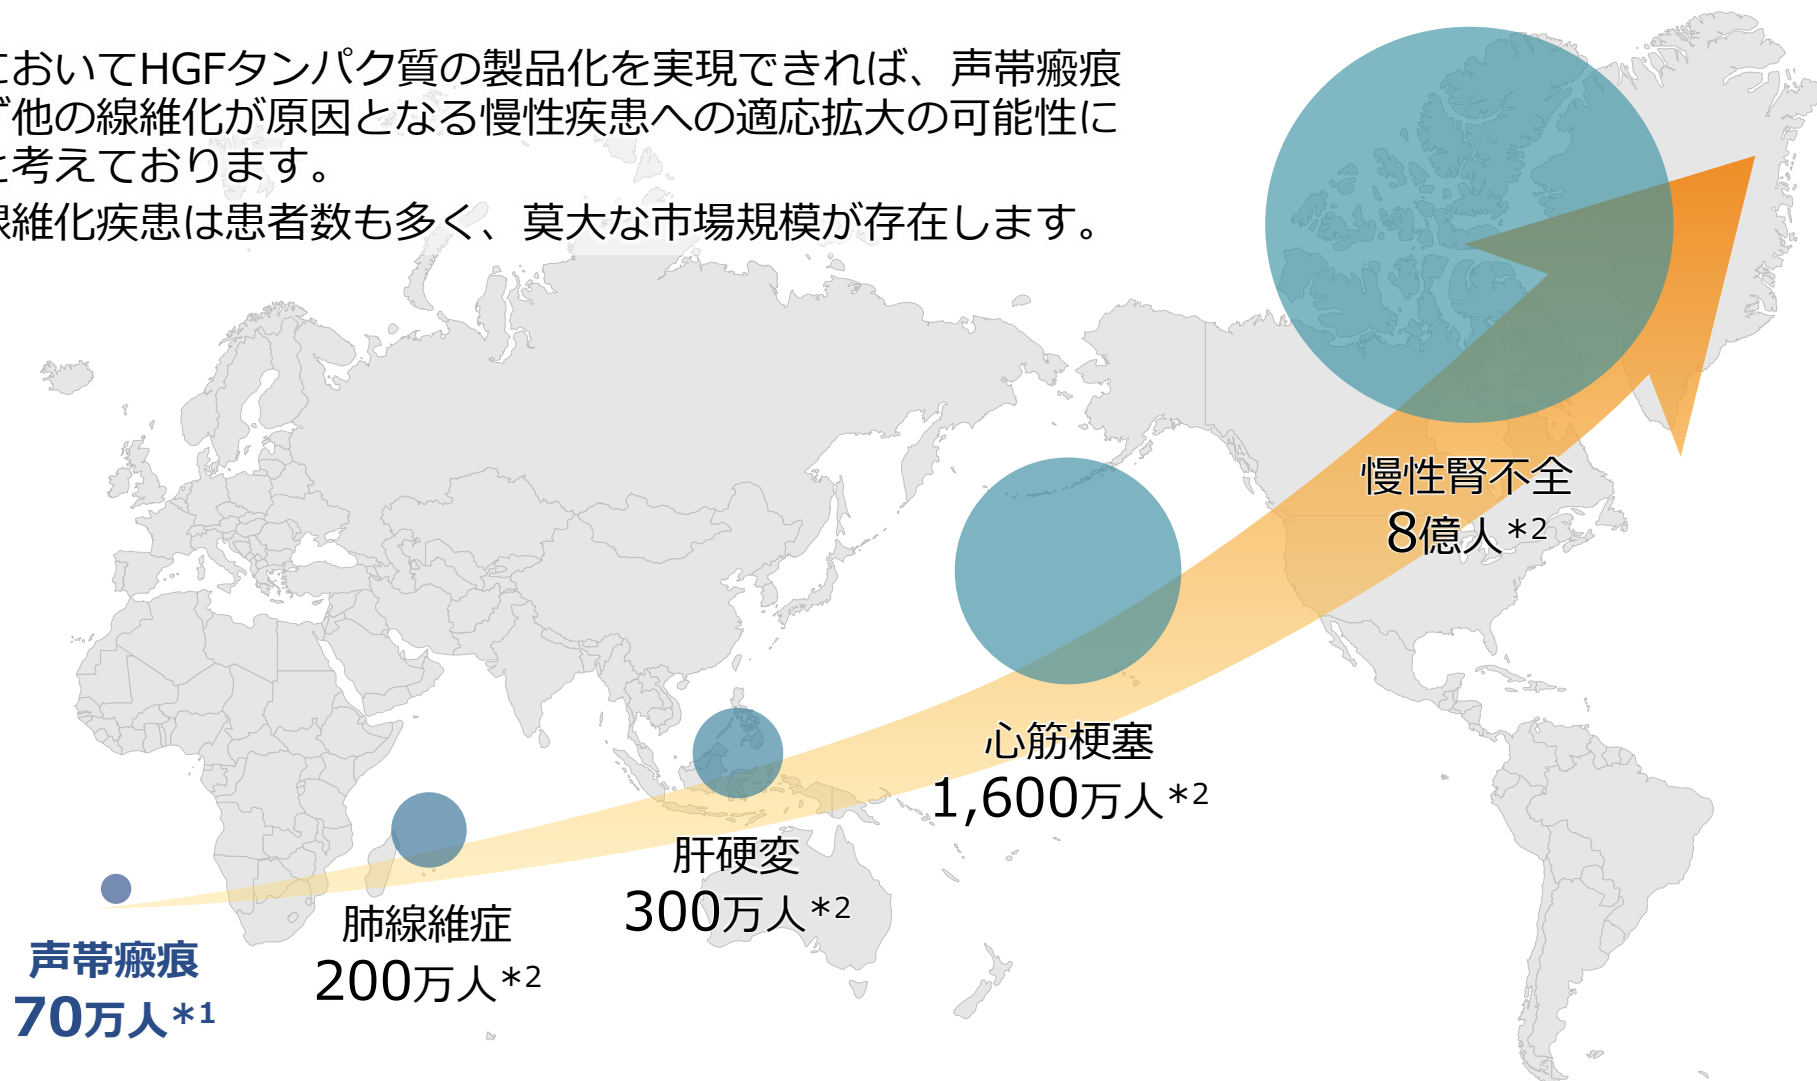 においてHGFタンパク質の製品化を実現できれば、声帯瘢痕
ず他の線維化が原因となる慢性疾患への適応拡大の可能性に
と考えております。
線維化疾患は患者数も多く、莫大な市場規模が存在します。
慢性腎不全
8億人*2
心筋梗塞
1,600万人*2
肝硬変
300万人*2
肺線維症
200万人*2
声帯瘢痕
70万人*1